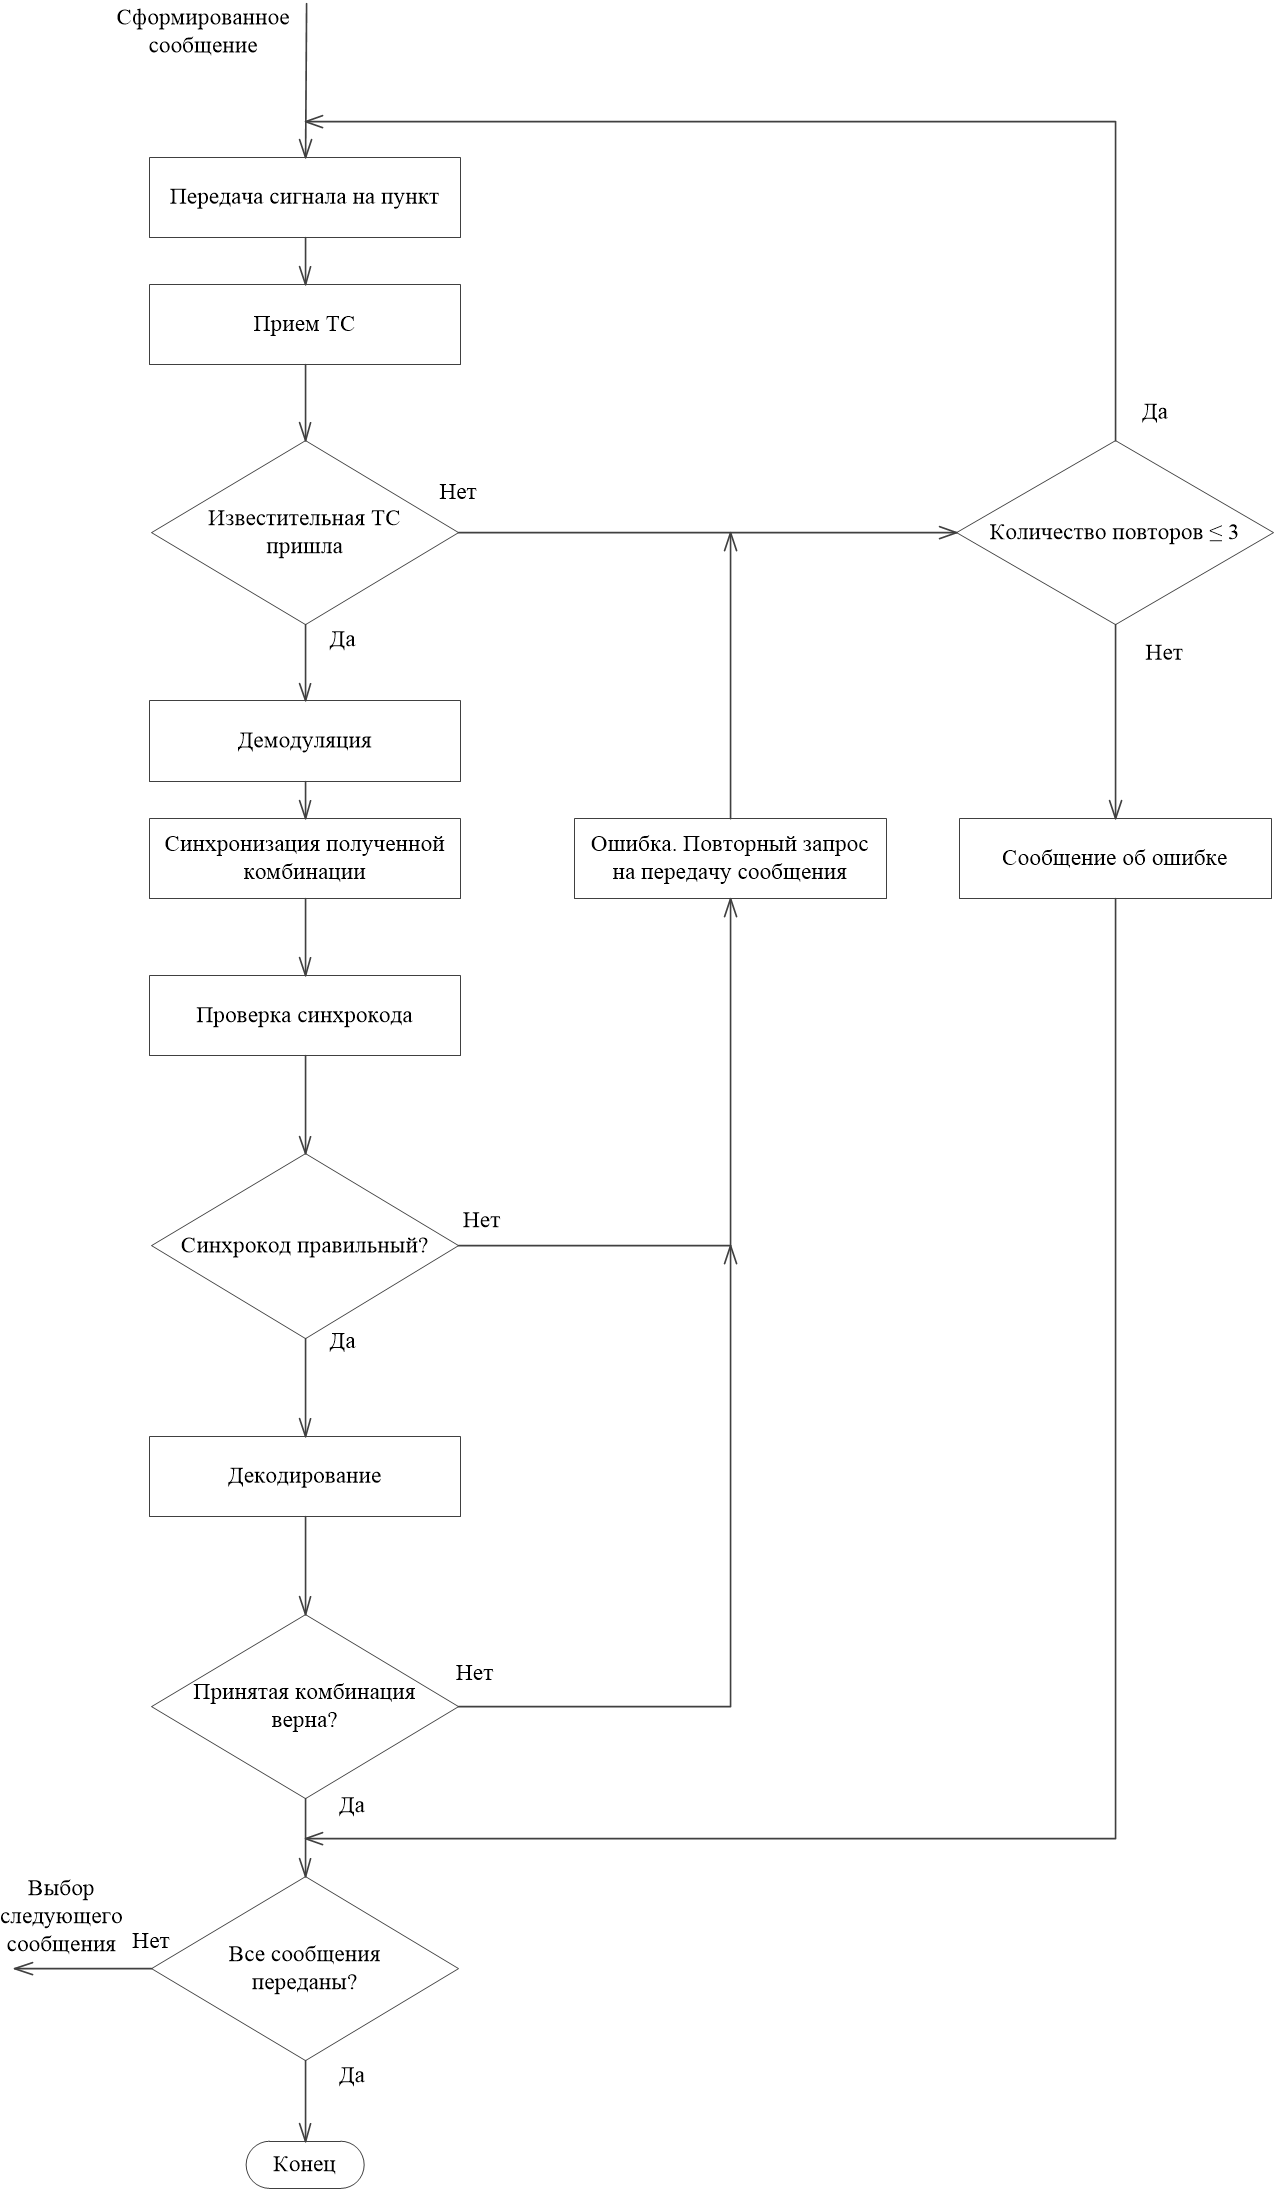 Сформированное
сообщение
Передача сигнала на пункт
Прием ТС
Да
Нет
Известительная ТС
пришла
Количество повторов ≤ 3
Да
Нет
Демодуляция
Синхронизация полученной
комбинации
Ошибка. Повторный запрос
на передачу сообщения
Сообщение об ошибке
Проверка синхрокода
Нет
Синхрокод правильный?
Да
Декодирование
Нет
Принятая комбинация
верна?
Да
Выбор
следующего
сообщения
Нет
Все сообщения
переданы?
Да
Конец